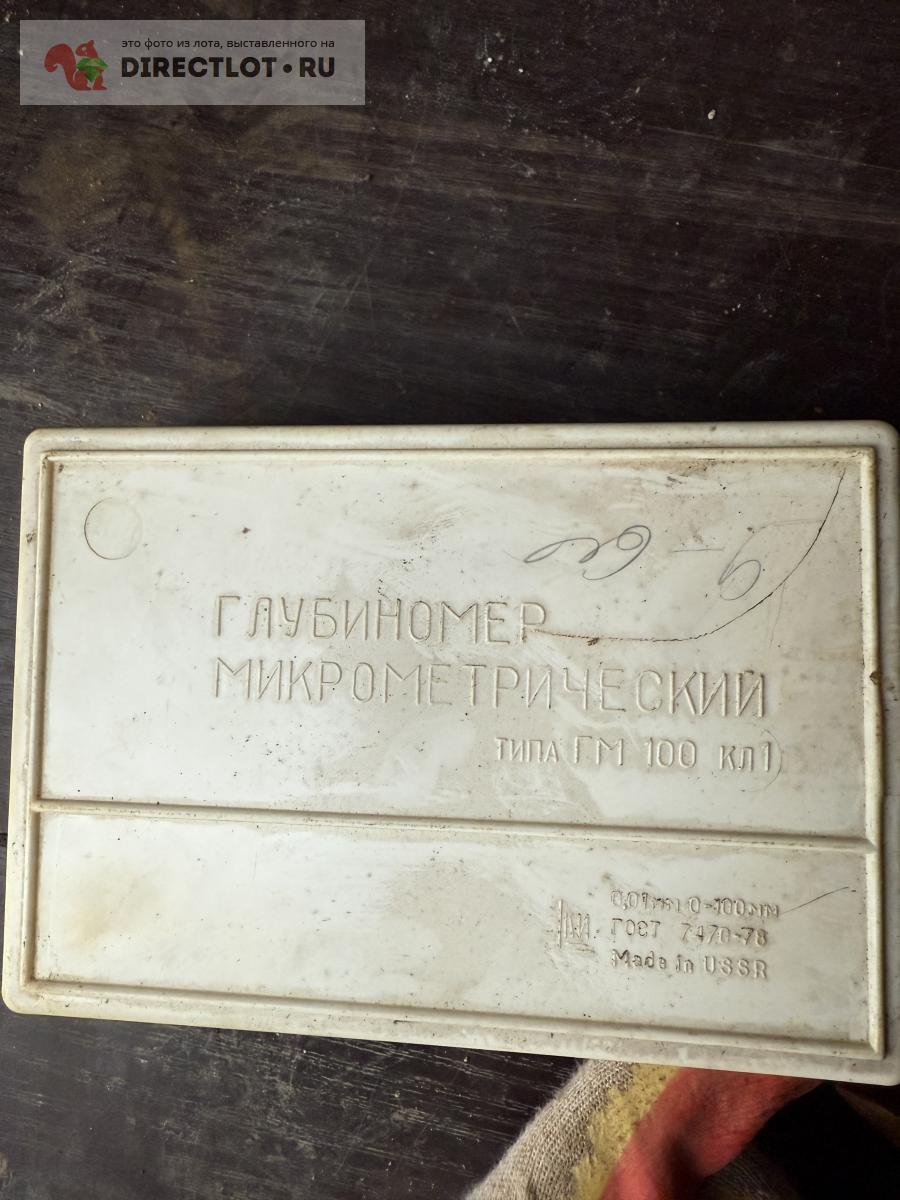 это фото из лота, выставленного на
DIRECTLOT.RU
ГЛУБИНОМЕР
МИКРОМЕТРИЧЕСКИЙ
ТИПА ГМ 100 КЛ1
0,01мм 0-100мм
ГОСТ 7470-78
Made in USSR